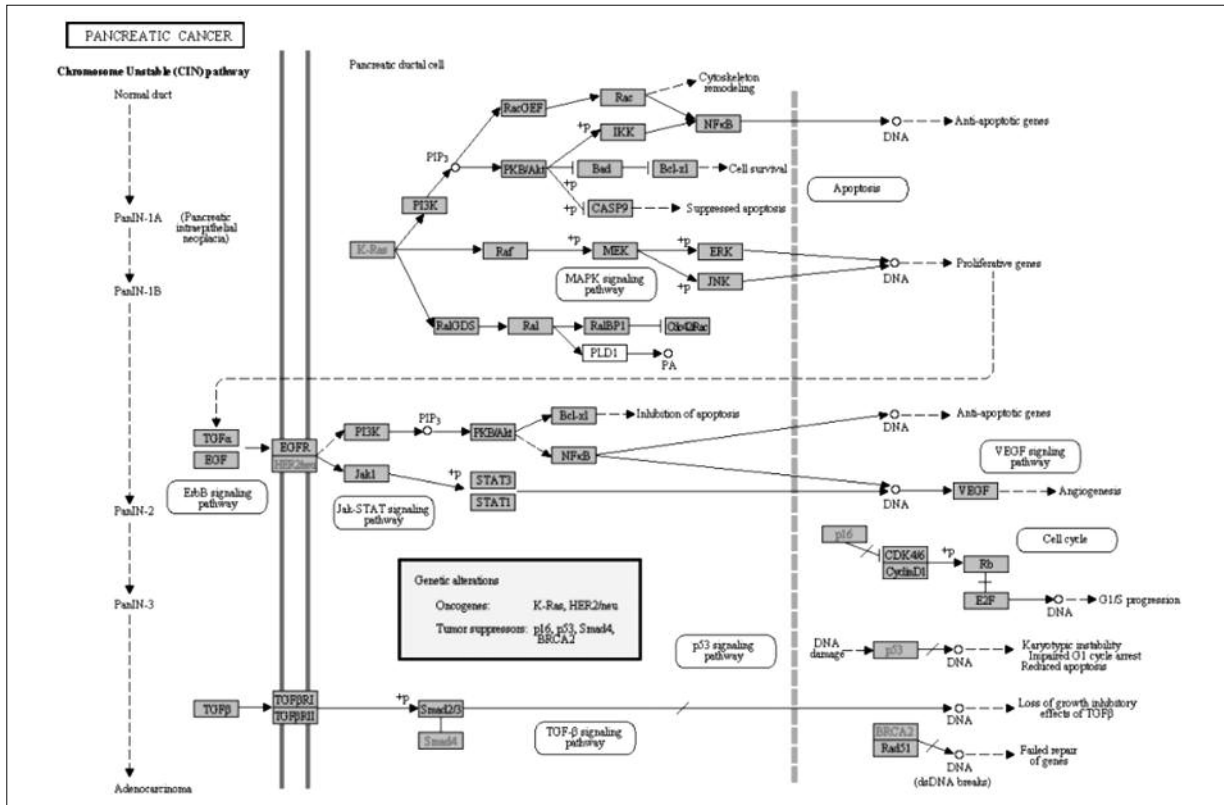 PANCREATIC CANCER
Chromosome Unstable (CIN) pathway
Normal duct
PanIN-1A
(Pancreatic
intraepithelial
neoplacia)
PanIN-1B
PanIN-2
PanIN-3
Adenocarcinoma
Pancreatic ductal cell
RacGEF
Rac
Cytoskeleton
remodeling
+p
IKK
NFκB
DNA
Anti-apoptotic genes
PIP3
PKB/Akt
Bad
Bcl-xl
Cell survival
+p
Apoptosis
PI3K
+p
CASP9
Suppressed apoptosis
K-Ras
Raf
+p
MEK
+p
ERK
DNA
Proliferative genes
MAPK signaling
pathway
+p
JNK
RalGDS
Ral
RalBP1
Cdc42/Rac
PLD1
PA
TGFα
EGF
EGFR
HER2/neu
PI3K
PIP3
PKB/Akt
Bcl-xl
Inhibition of apoptosis
NFκB
DNA
Anti-apoptotic genes
Jak1
+p
STAT3
STAT1
DNA
VEGF
Angiogenesis
VEGF signling
pathway
ErbB signaling
pathway
Jak-STAT signaling
pathway
p16
CDK4/6
CyclinD1
+p
Rb
E2F
DNA
G1/S progression
Cell cycle
Genetic alterations
Oncogenes: K-Ras, HER2/neu
Tumor suppressors: p16, p53, Smad4,
BRCA2
p53 signaling
pathway
DNA
damage
p53
DNA
Karyotypic instability
Impaired G1 cycle arrest
Reduced apoptosis
TGFβ
TGFβRI
TGFβRII
+p
Smad2/3
Smad4
TGF-β signaling
pathway
DNA
Loss of growth inhibitory
effects of TGFβ
BRCA2
Rad51
DNA
(dsDNA breaks)
Failed repair
of genes